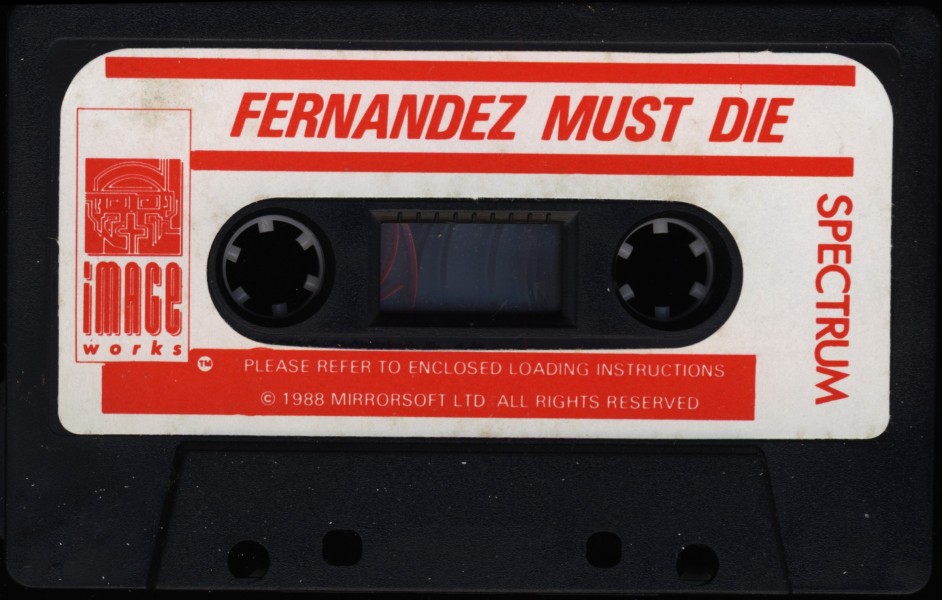 FERNANDEZ MUST DIE
SPECTRUM
iMAGE
works
TM
PLEASE REFER TO ENCLOSED LOADING INSTRUCTIONS
© 1988 MIRRORSOFT LTD ALL RIGHTS RESERVED